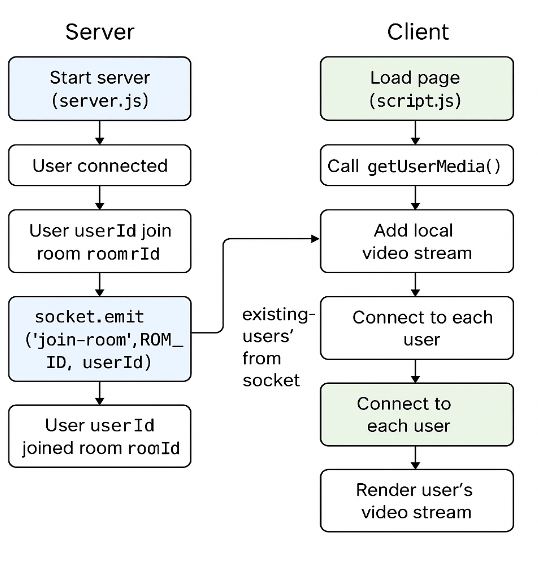 Server
Start server
(server.js)
User connected
User userId join
room roomrId
socket.emit
('join-room',ROM_
ID, userId)
User userId
joined room romId
existing-
users’
from
socket
Client
Load page
(script.js)
Call getUserMedia()
Add local
video stream
Connect to each
user
Connect to
each user
Render user’s
video stream